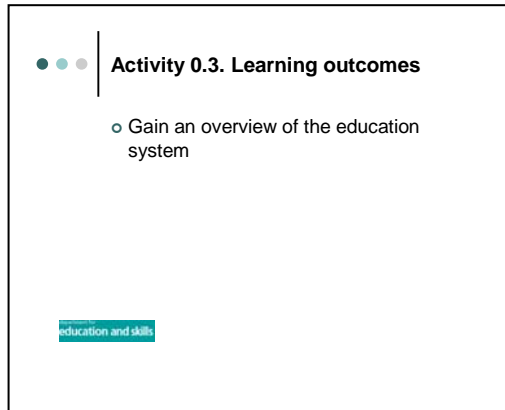 Activity 0.3. Learning outcomes
Gain an overview of the education
system
education and skills